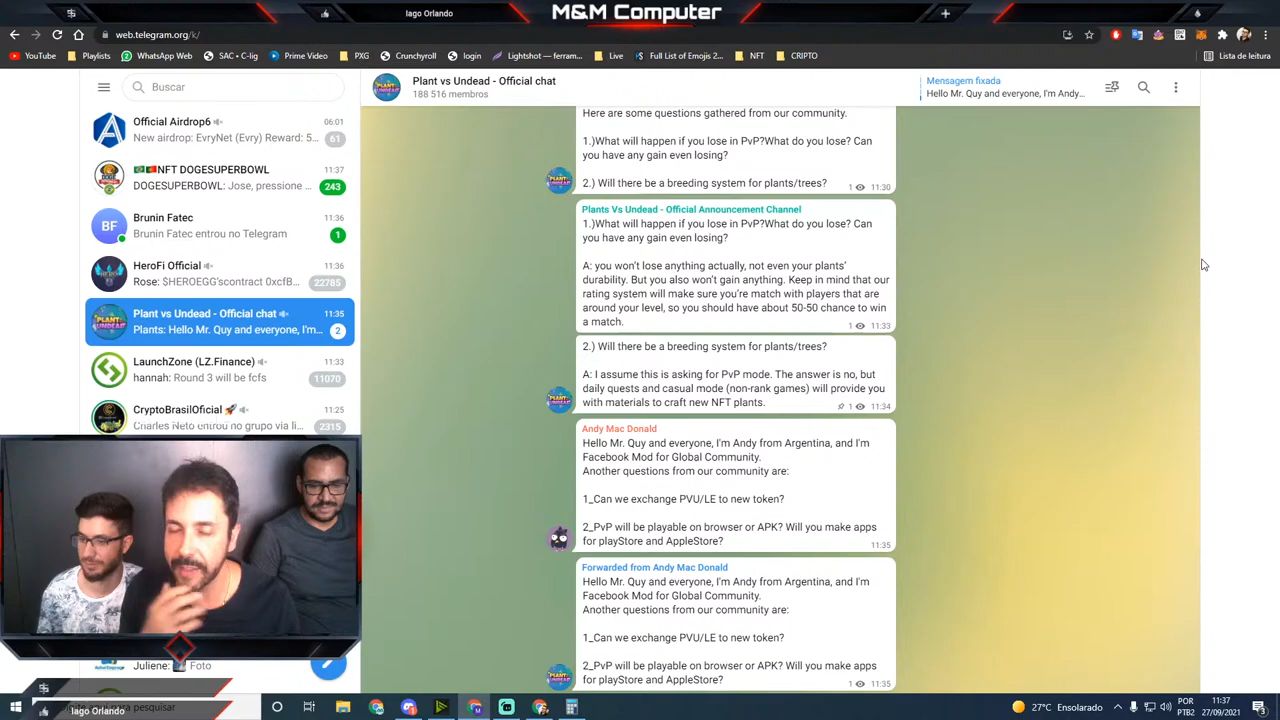 Iago Orlando
M&M Computer
web.telegram.org/k/
YouTube
Playlists
WhatsApp Web
SAC • C-lig
Prime Video
PXG
Crunchyroll
login
Lightshot — ferram...
Live
Full List of Emojis 2...
NFT
CRIPTO
Lista de leitura
Buscar
Plant vs Undead - Official chat
188 516 membros
Mensagem fixada
Hello Mr. Quy and everyone, I'm Andy...
Official Airdrop6
06:01
New airdrop: EvryNet (Evry) Reward: 5...
61
NFT DOGESUPERBOWL
11:37
DOGESUPERBOWL: Jose, pressione ...
243
BF
Brunin Fatec
11:36
Brunin Fatec entrou no Telegram
1
HeroFi Official
11:36
Rose: $HEROEGG'scontract 0xcfB...
22785
Plant vs Undead - Official chat
11:35
Plants: Hello Mr. Quy and everyone, I'm...
2
LaunchZone (LZ.Finance)
11:33
hannah: Round 3 will be fcfs
11070
CryptoBrasilOficial
11:25
Charles Neto entrou no grupo via li...
2315
Juliene: Foto
Here are some questions gathered from our community.
1.)What will happen if you lose in PvP?What do you lose? Can
you have any gain even losing?
2.) Will there be a breeding system for plants/trees?
1 11:30
Plants Vs Undead - Official Announcement Channel
1.)What will happen if you lose in PvP?What do you lose? Can
you have any gain even losing?
A: you won't lose anything actually, not even your plants'
durability. But you also won't gain anything. Keep in mind that our
rating system will make sure you're match with players that are
around your level, so you should have about 50-50 chance to win
a match.
1 11:33
2.) Will there be a breeding system for plants/trees?
A: I assume this is asking for PvP mode. The answer is no, but
daily quests and casual mode (non-rank games) will provide you
with materials to craft new NFT plants.
1 11:34
Andy Mac Donald
Hello Mr. Quy and everyone, I'm Andy from Argentina, and I'm
Facebook Mod for Global Community.
Another questions from our community are:
1_Can we exchange PVU/LE to new token?
2_PvP will be playable on browser or APK? Will you make apps
for playStore and AppleStore?
11:35
Forwarded from Andy Mac Donald
Hello Mr. Quy and everyone, I'm Andy from Argentina, and I'm
Facebook Mod for Global Community.
Another questions from our community are:
1_Can we exchange PVU/LE to new token?
2_PvP will be playable on browser or APK? Will you make apps
for playStore and AppleStore?
1 11:35
Iago Orlando
aqui para pesquisar
27°C Ensolarado
POR
PTB2
11:37
27/09/2021